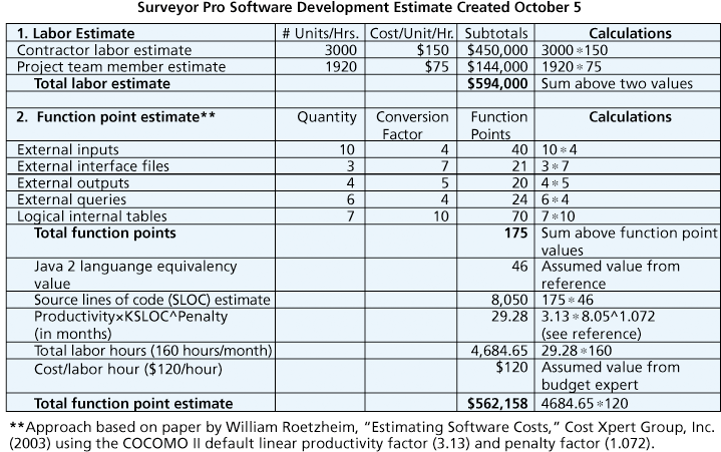 Surveyor Pro Software Development Estimate Created October 5
1. Labor Estimate # Units/Hrs. Cost/Unit/Hr. Subtotals Calculations
Contractor labor estimate 3000 $150 $450,000 3000*150
Project team member estimate 1920 $75 $144,000 1920*75
Total labor estimate $594,000 Sum above two values
2. Function point estimate** Quantity Conversion Function Calculations
Factor Points
External inputs 10 4 40 10*4
External interface files 3 7 21 3*7
External outputs 4 5 20 4*5
External queries 6 4 24 6*4
Logical internal tables 7 10 70 7*10
Total function points 175 Sum above function point
values
Java 2 languange equivalency 46 Assumed value from
value reference
Source lines of code (SLOC) estimate 8,050 175*46
Productivity×KSLOC^Penalty 29.28 3.13*8.05^1.072
(in months) (see reference)
Total labor hours (160 hours/month) 4,684.65 29.28*160
Cost/labor hour ($120/hour) $120 Assumed value from
budget expert
Total function point estimate $562,158 4684.65*120
**Approach based on paper by William Roetzheim, “Estimating Software Costs,” Cost Xpert Group, Inc.
(2003) using the COCOMO II default linear productivity factor (3.13) and penalty factor (1.072).